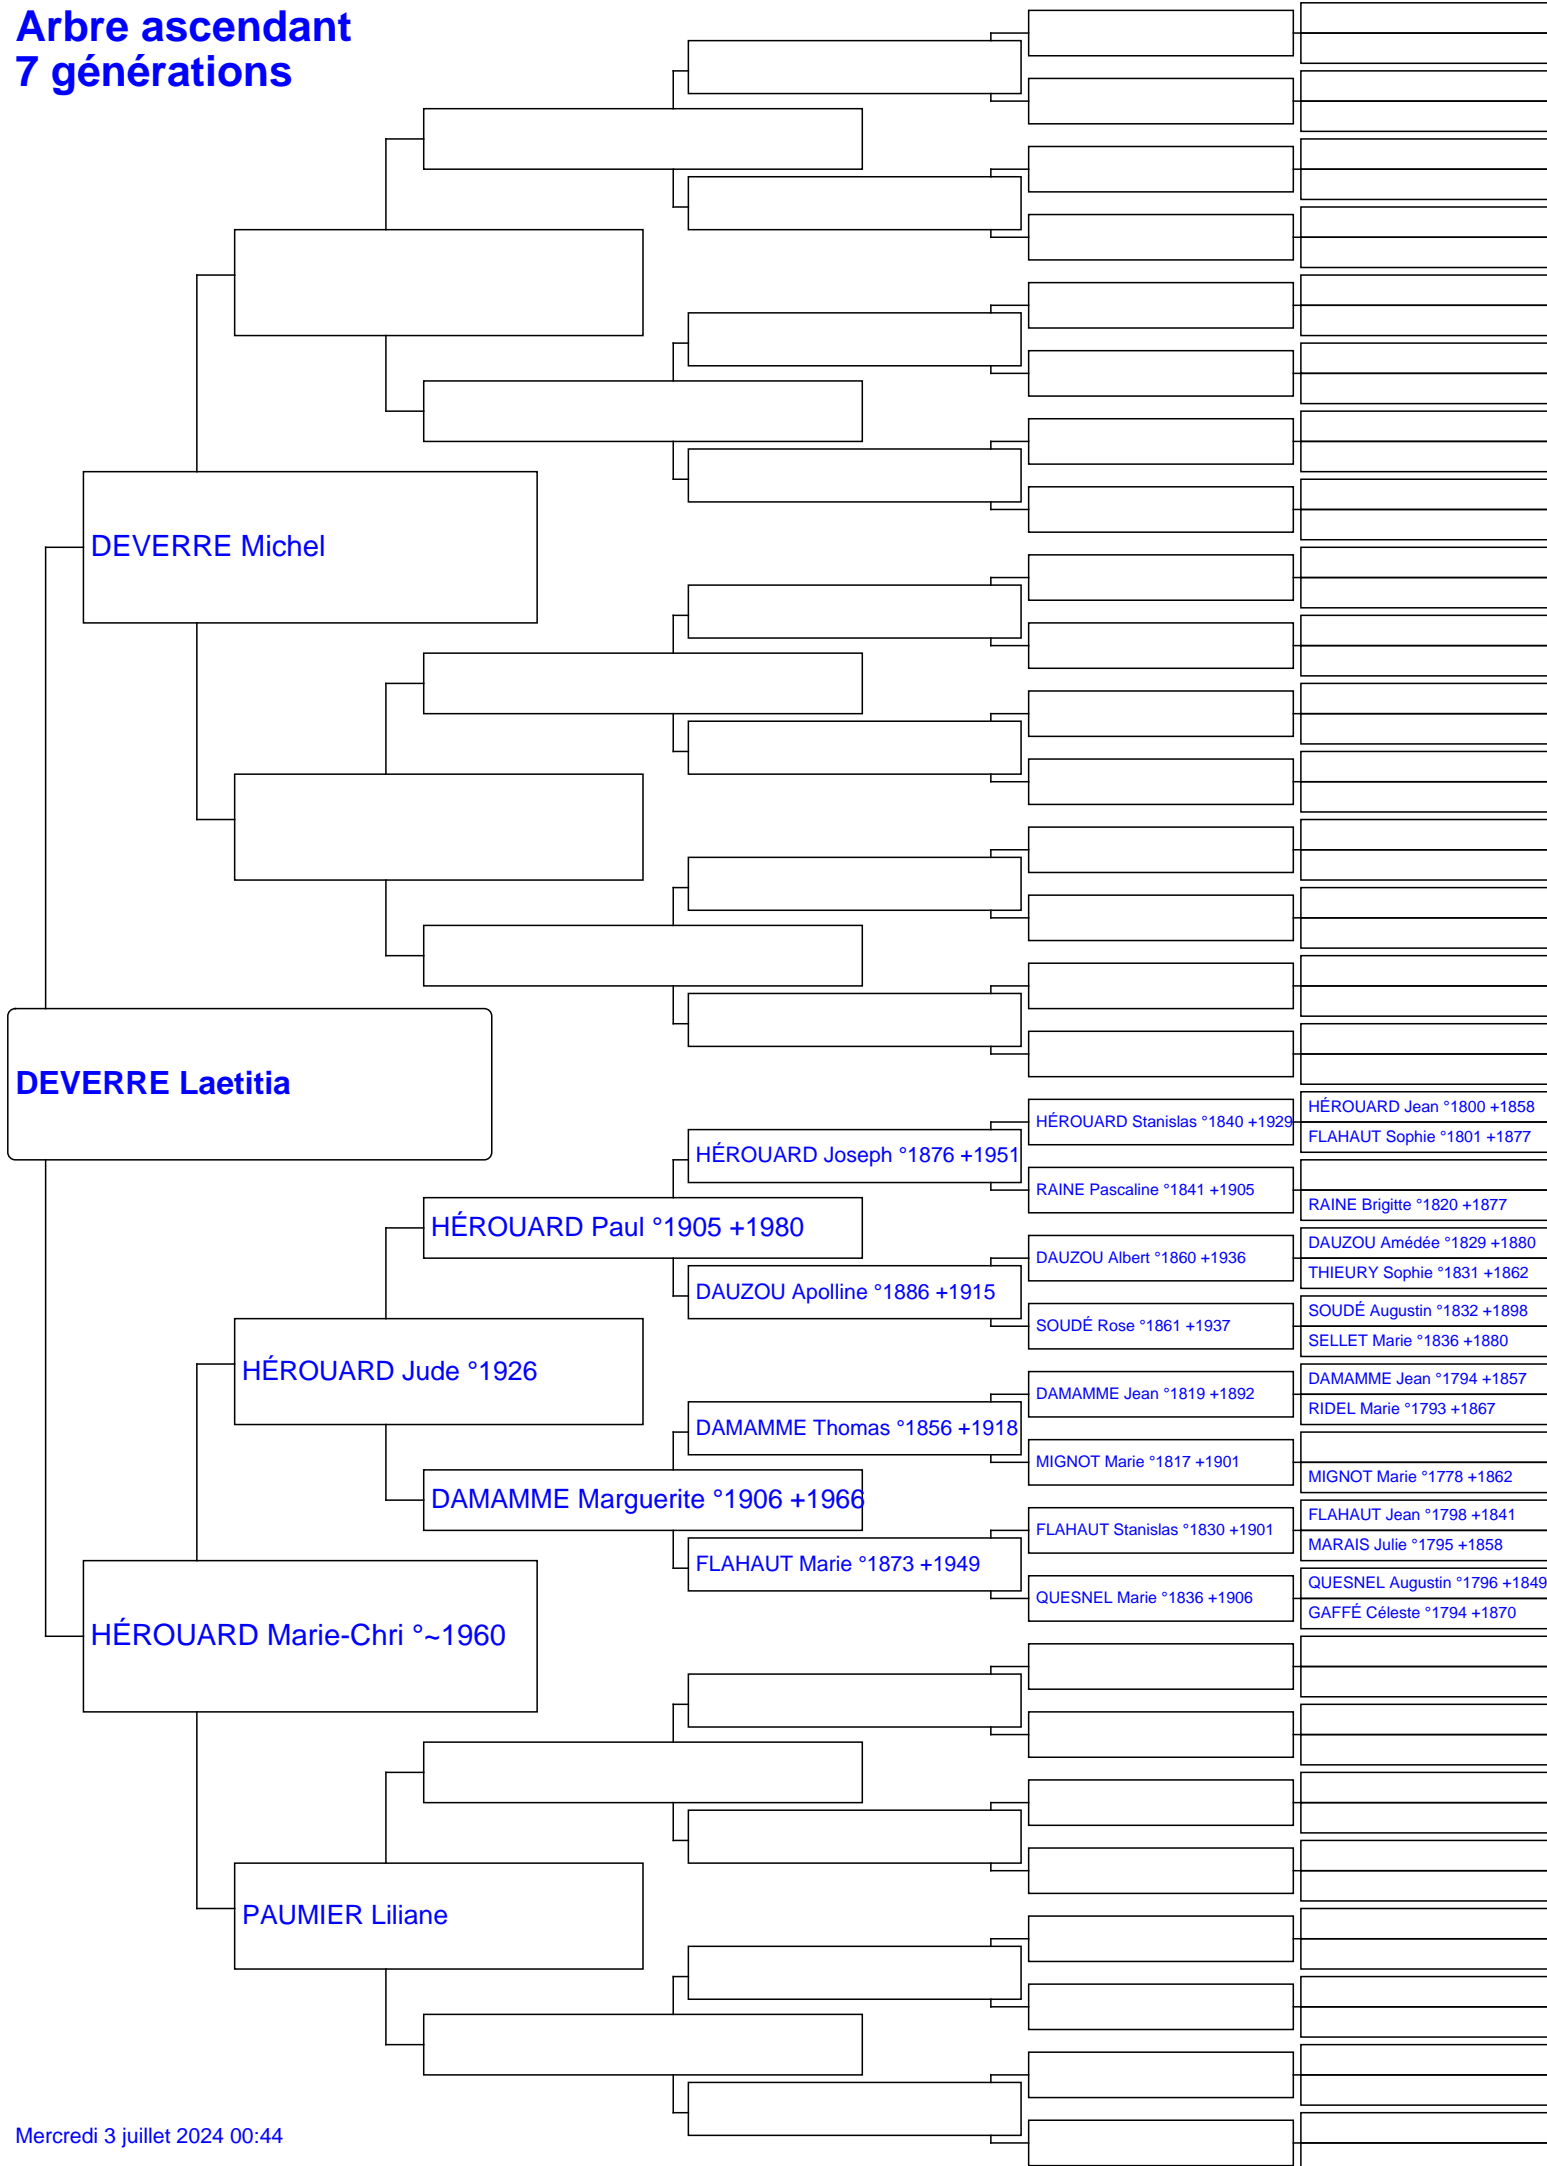 Arbre ascendant
7 générations
DEVERRE Michel
DEVERRE Laetitia
HÉROUARD Jean °1800 +1858
HÉROUARD Stanislas °1840 +1929
FLAHAUT Sophie °1801 +1877
HÉROUARD Joseph °1876 +1951
RAINE Pascaline °1841 +1905
RAINE Brigitte °1820 +1877
HÉROUARD Paul °1905 +1980
DAUZOU Amédée °1829 +1880
DAUZOU Albert °1860 +1936
THIEURY Sophie °1831 +1862
DAUZOU Apolline °1886 +1915
SOUDÉ Augustin °1832 +1898
SOUDÉ Rose °1861 +1937
SELLET Marie °1836 +1880
HÉROUARD Jude °1926
DAMAMME Jean °1794 +1857
DAMAMME Jean °1819 +1892
RIDEL Marie °1793 +1867
DAMAMME Thomas °1856 +1918
MIGNOT Marie °1817 +1901
MIGNOT Marie °1778 +1862
DAMAMME Marguerite °1906 +1966
FLAHAUT Jean °1798 +1841
FLAHAUT Stanislas °1830 +1901
MARAIS Julie °1795 +1858
FLAHAUT Marie °1873 +1949
QUESNEL Augustin °1796 +1849
QUESNEL Marie °1836 +1906
GAFFÉ Céleste °1794 +1870
HÉROUARD Marie-Chri °~1960
PAUMIER Liliane
Mercredi 3 juillet 2024 00:44